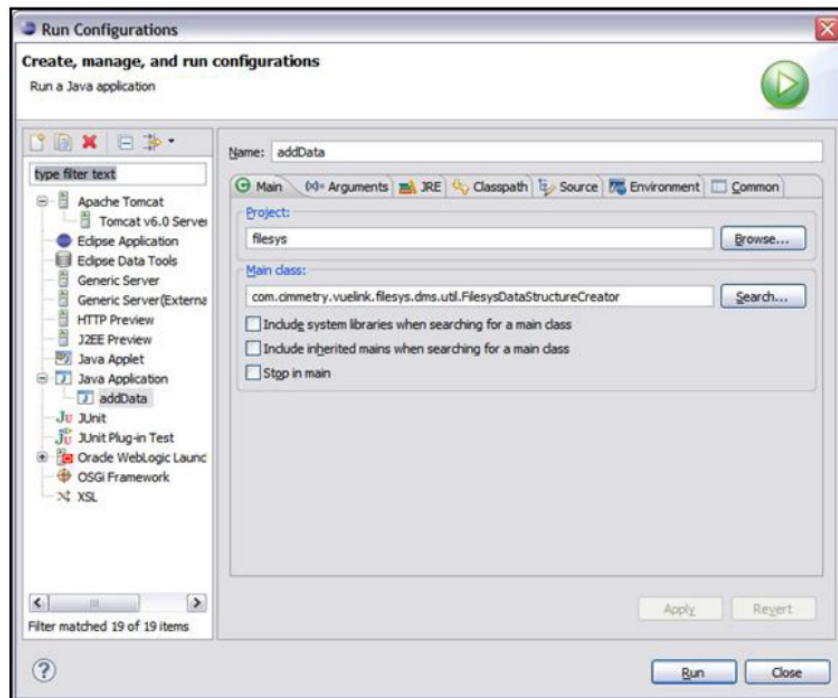 Run Configurations
Create, manage, and run configurations
Run a Java application
type filter text
Apache Tomcat
Tomcat v6.0 Server
Eclipse Application
Eclipse Data Tools
Generic Server
Generic Server(Externa
HTTP Preview
J2EE Preview
Java Applet
Java Application
addData
Ju JUnit
JUnit Plug-in Test
Oracle WebLogic Launc
OSGi Framework
XSL
Filter matched 19 of 19 items
Name: addData
Main (x)= Arguments JRE Classpath Source Environment Common
Project:
filesys Browse...
Main class:
com.cimmetry.vuelink.filesys.dms.util.FilesysDataStructureCreator Search...
Include system libraries when searching for a main class
Include inherited mains when searching for a main class
Stop in main
Apply Revert
? Run Close